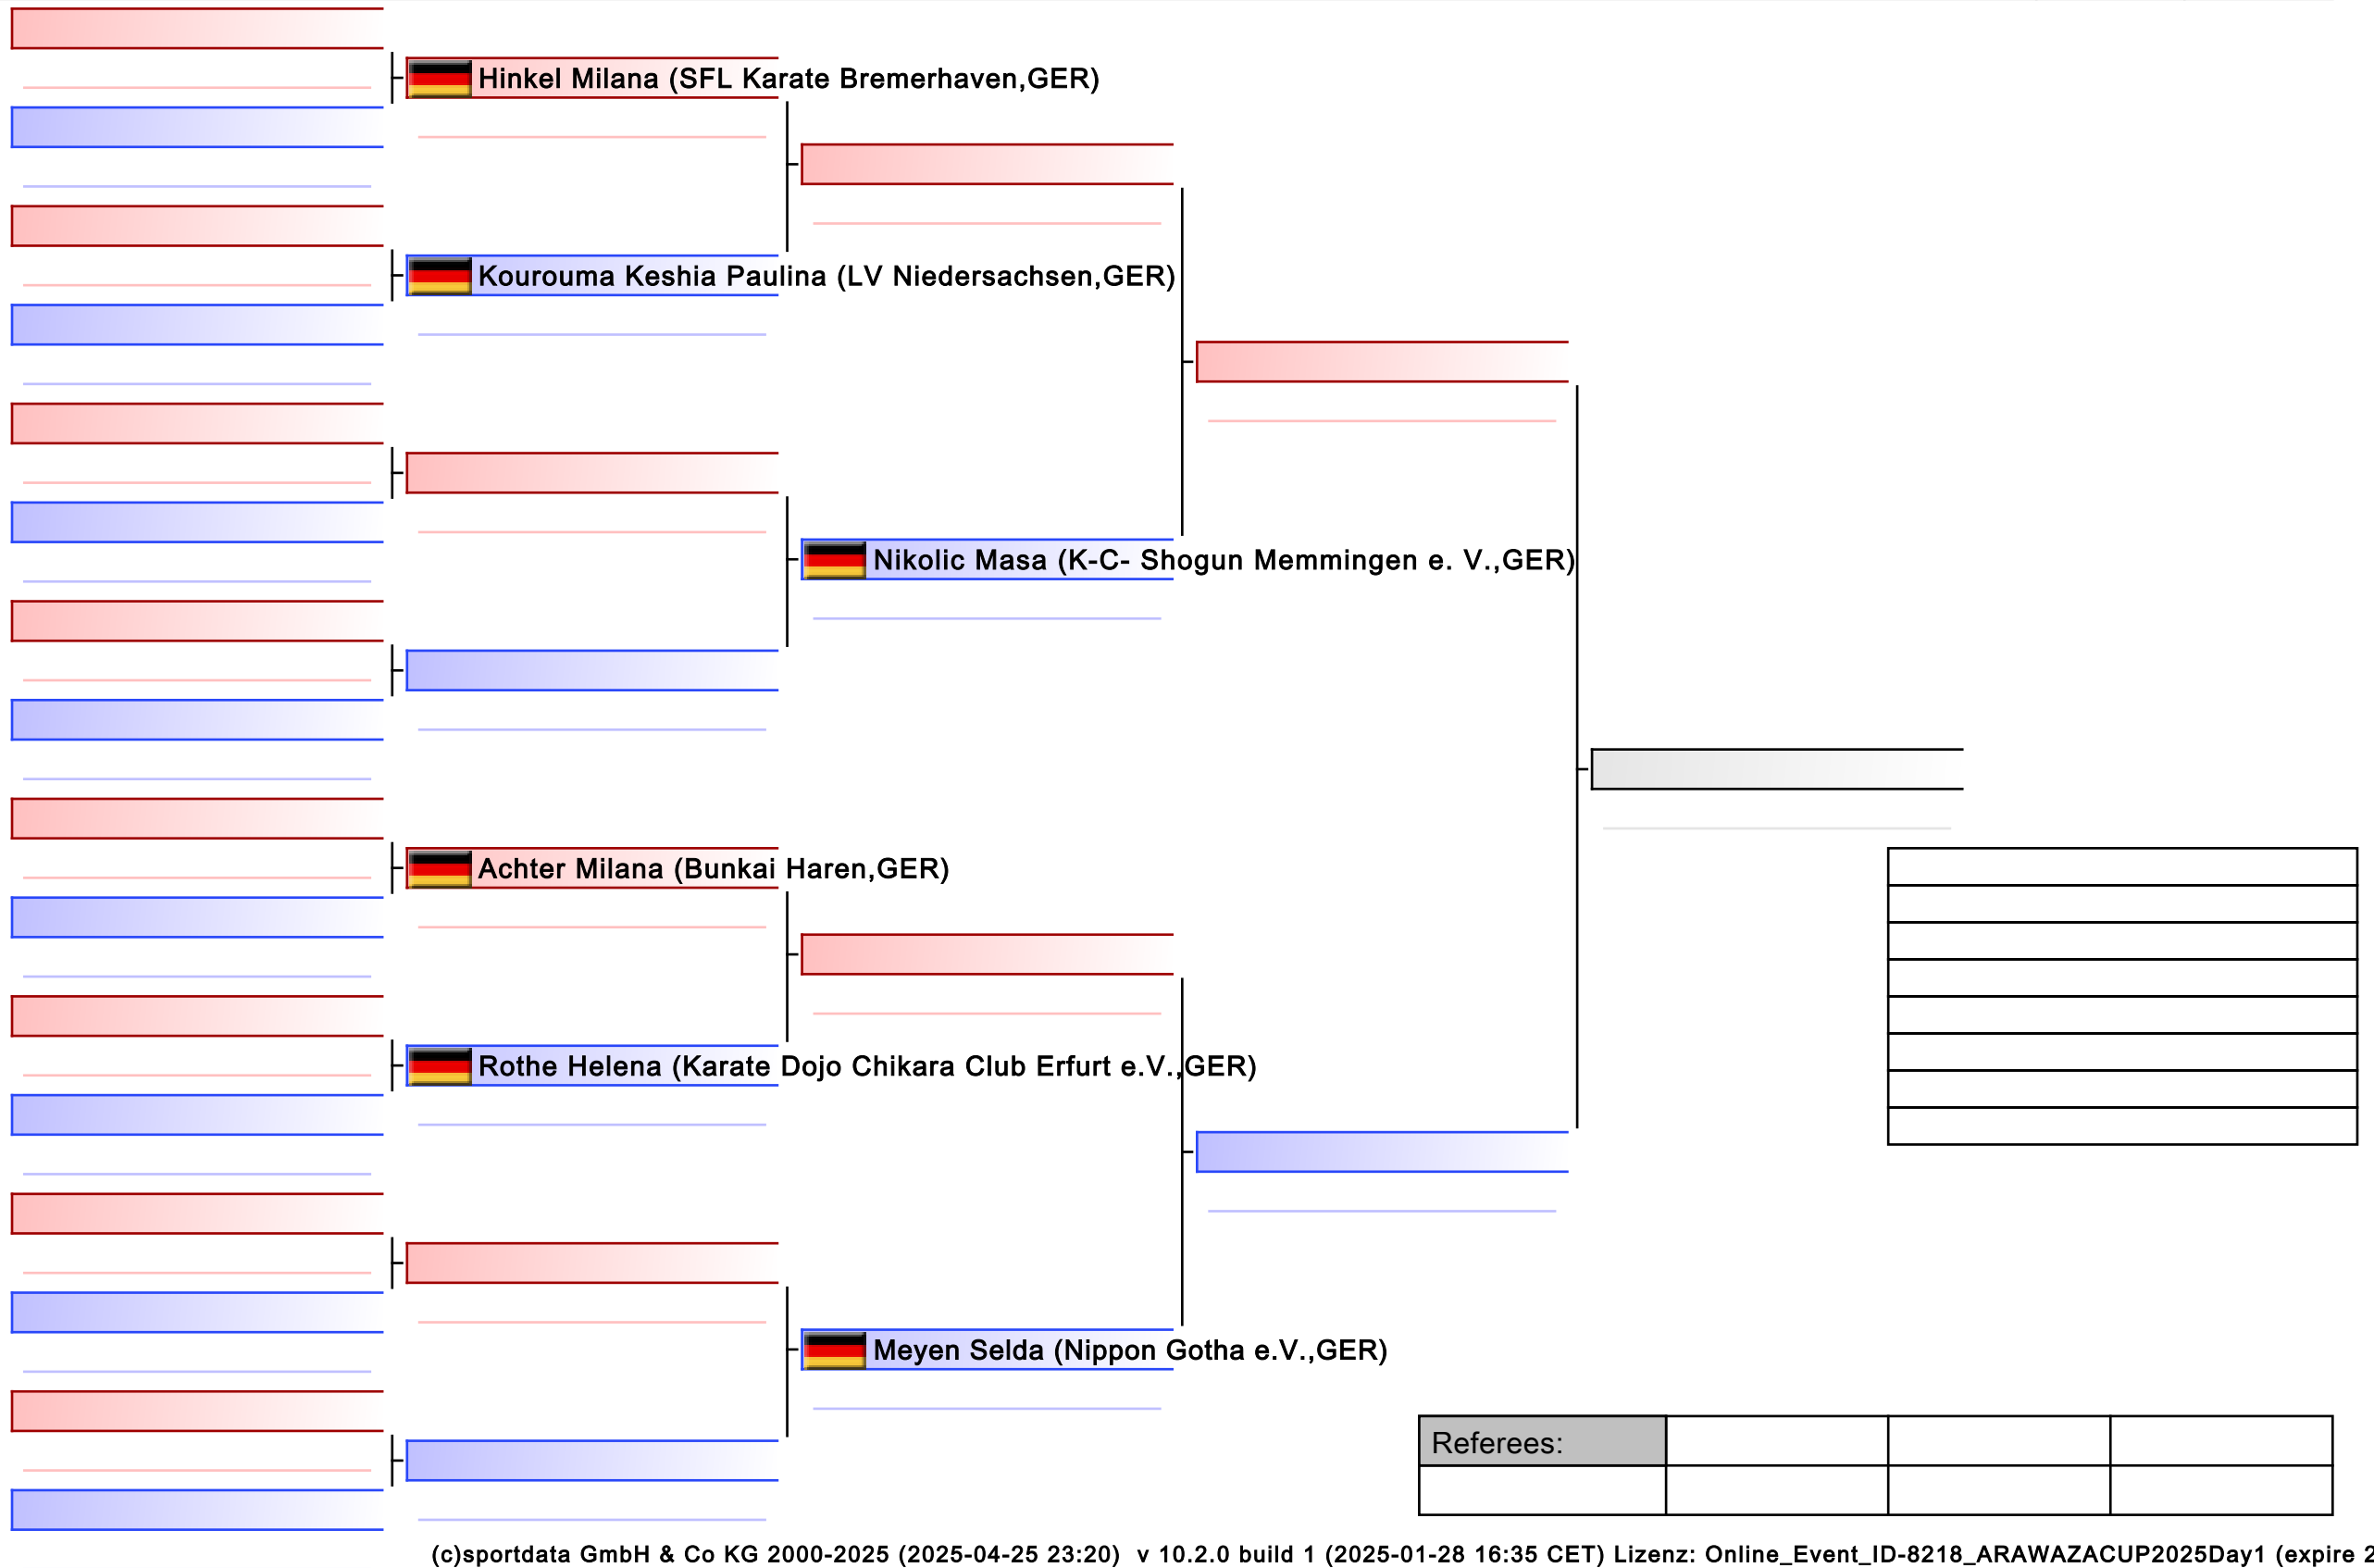 Hinkel Milana (SFL Karate Bremerhaven,GER)
Kourouma Keshia Paulina (LV Niedersachsen,GER)
Nikolic Masa (K-C- Shogun Memmingen e. V.,GER)
Achter Milana (Bunkai Haren,GER)
Rothe Helena (Karate Dojo Chikara Club Erfurt e.V.,GER)
Meyen Selda (Nippon Gotha e.V.,GER)
Referees:
(c)sportdata GmbH & Co KG 2000-2025 (2025-04-25 23:20) v 10.2.0 build 1 (2025-01-28 16:35 CET) Lizenz: Online_Event_ID-8218_ARAWAZACUP2025Day1 (expire